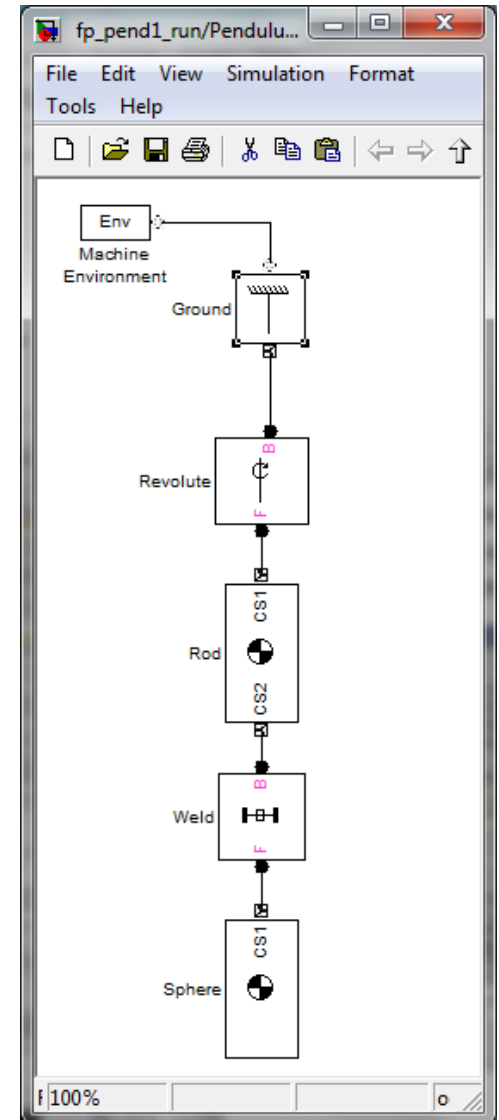 fp_pend1_run/Pendulu...
File Edit View Simulation Format
Tools Help
Env
Machine
Environment
Ground
B
Revolute
F
CS1
Rod
CS2
B
Weld
F
CS1
Sphere
100%